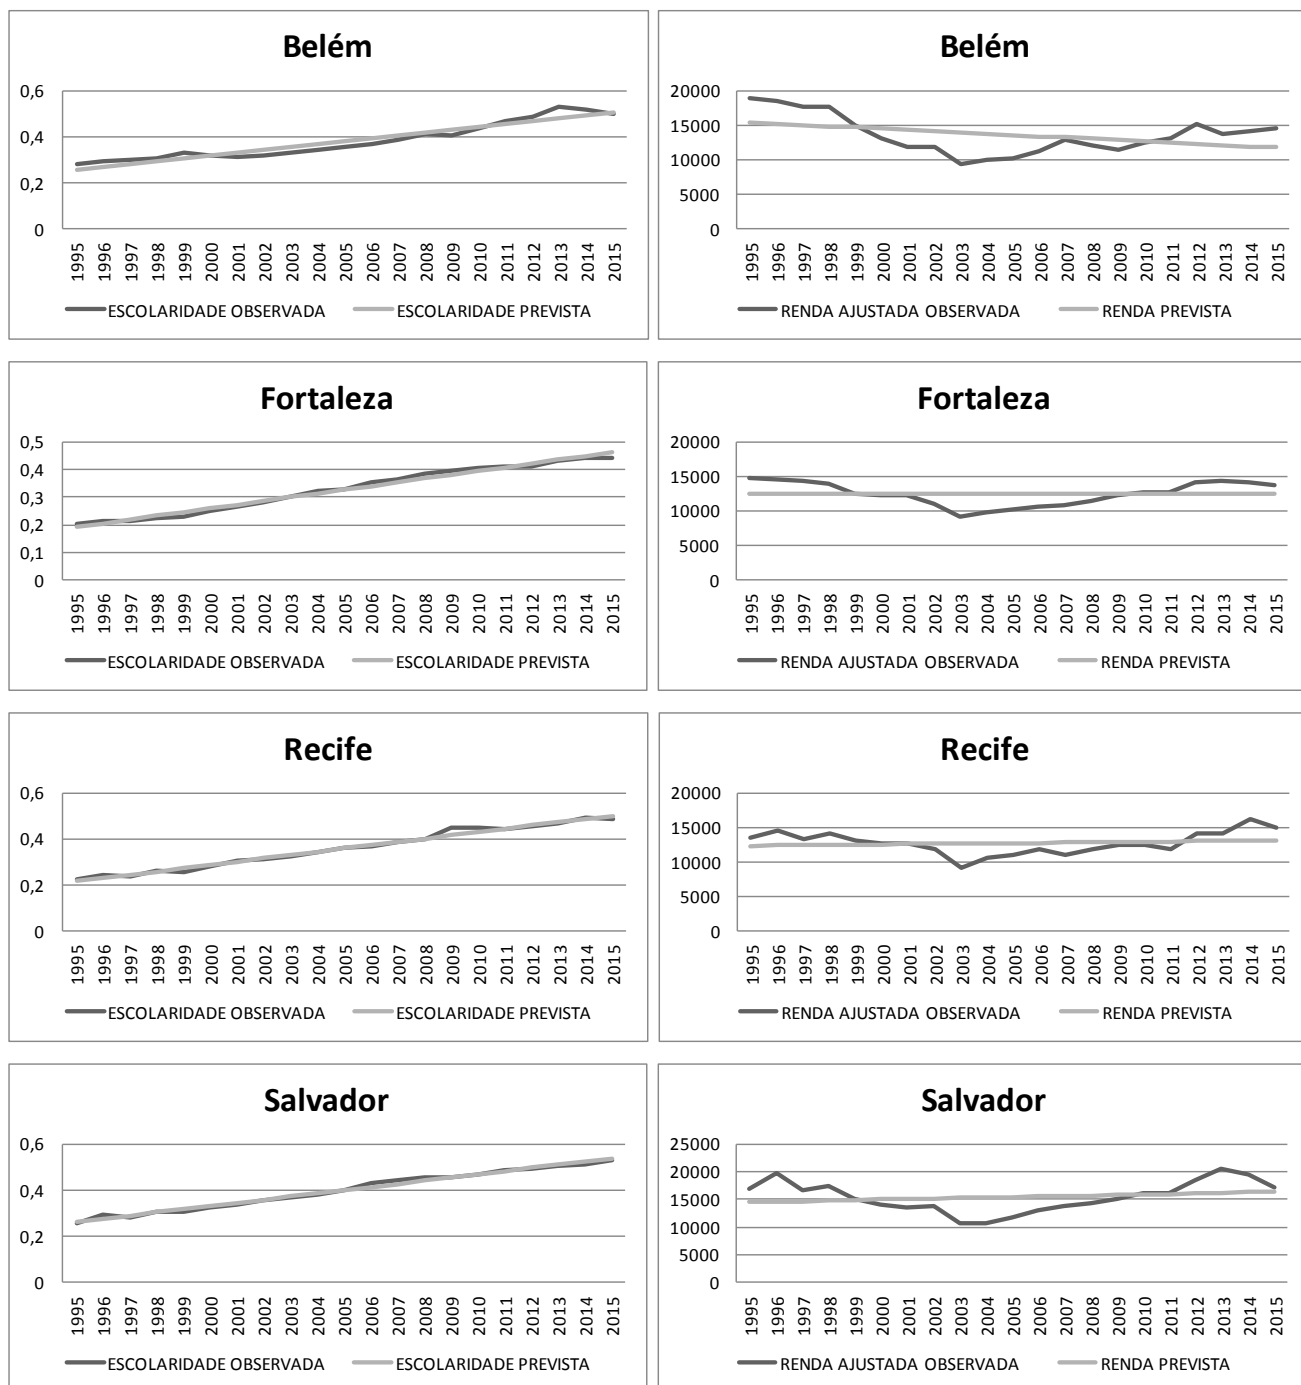 Belém
0,6
0,4
0,2
0
1995 1996 1997 1998 1999 2000 2001 2002 2003 2004 2005 2006 2007 2008 2009 2010 2011 2012 2013 2014 2015
ESCOLARIDADE OBSERVADA ESCOLARIDADE PREVISTA
Belém
20000
15000
10000
5000
0
1995 1996 1997 1998 1999 2000 2001 2002 2003 2004 2005 2006 2007 2008 2009 2010 2011 2012 2013 2014 2015
RENDA AJUSTADA OBSERVADA RENDA PREVISTA
Fortaleza
0,5
0,4
0,3
0,2
0,1
0
1995 1996 1997 1998 1999 2000 2001 2002 2003 2004 2005 2006 2007 2008 2009 2010 2011 2012 2013 2014 2015
ESCOLARIDADE OBSERVADA ESCOLARIDADE PREVISTA
Fortaleza
20000
15000
10000
5000
0
1995 1996 1997 1998 1999 2000 2001 2002 2003 2004 2005 2006 2007 2008 2009 2010 2011 2012 2013 2014 2015
RENDA AJUSTADA OBSERVADA RENDA PREVISTA
Recife
0,6
0,4
0,2
0
1995 1996 1997 1998 1999 2000 2001 2002 2003 2004 2005 2006 2007 2008 2009 2010 2011 2012 2013 2014 2015
ESCOLARIDADE OBSERVADA ESCOLARIDADE PREVISTA
Recife
20000
15000
10000
5000
0
1995 1996 1997 1998 1999 2000 2001 2002 2003 2004 2005 2006 2007 2008 2009 2010 2011 2012 2013 2014 2015
RENDA AJUSTADA OBSERVADA RENDA PREVISTA
Salvador
0,6
0,4
0,2
0
1995 1996 1997 1998 1999 2000 2001 2002 2003 2004 2005 2006 2007 2008 2009 2010 2011 2012 2013 2014 2015
ESCOLARIDADE OBSERVADA ESCOLARIDADE PREVISTA
Salvador
25000
20000
15000
10000
5000
0
1995 1996 1997 1998 1999 2000 2001 2002 2003 2004 2005 2006 2007 2008 2009 2010 2011 2012 2013 2014 2015
RENDA AJUSTADA OBSERVADA RENDA PREVISTA